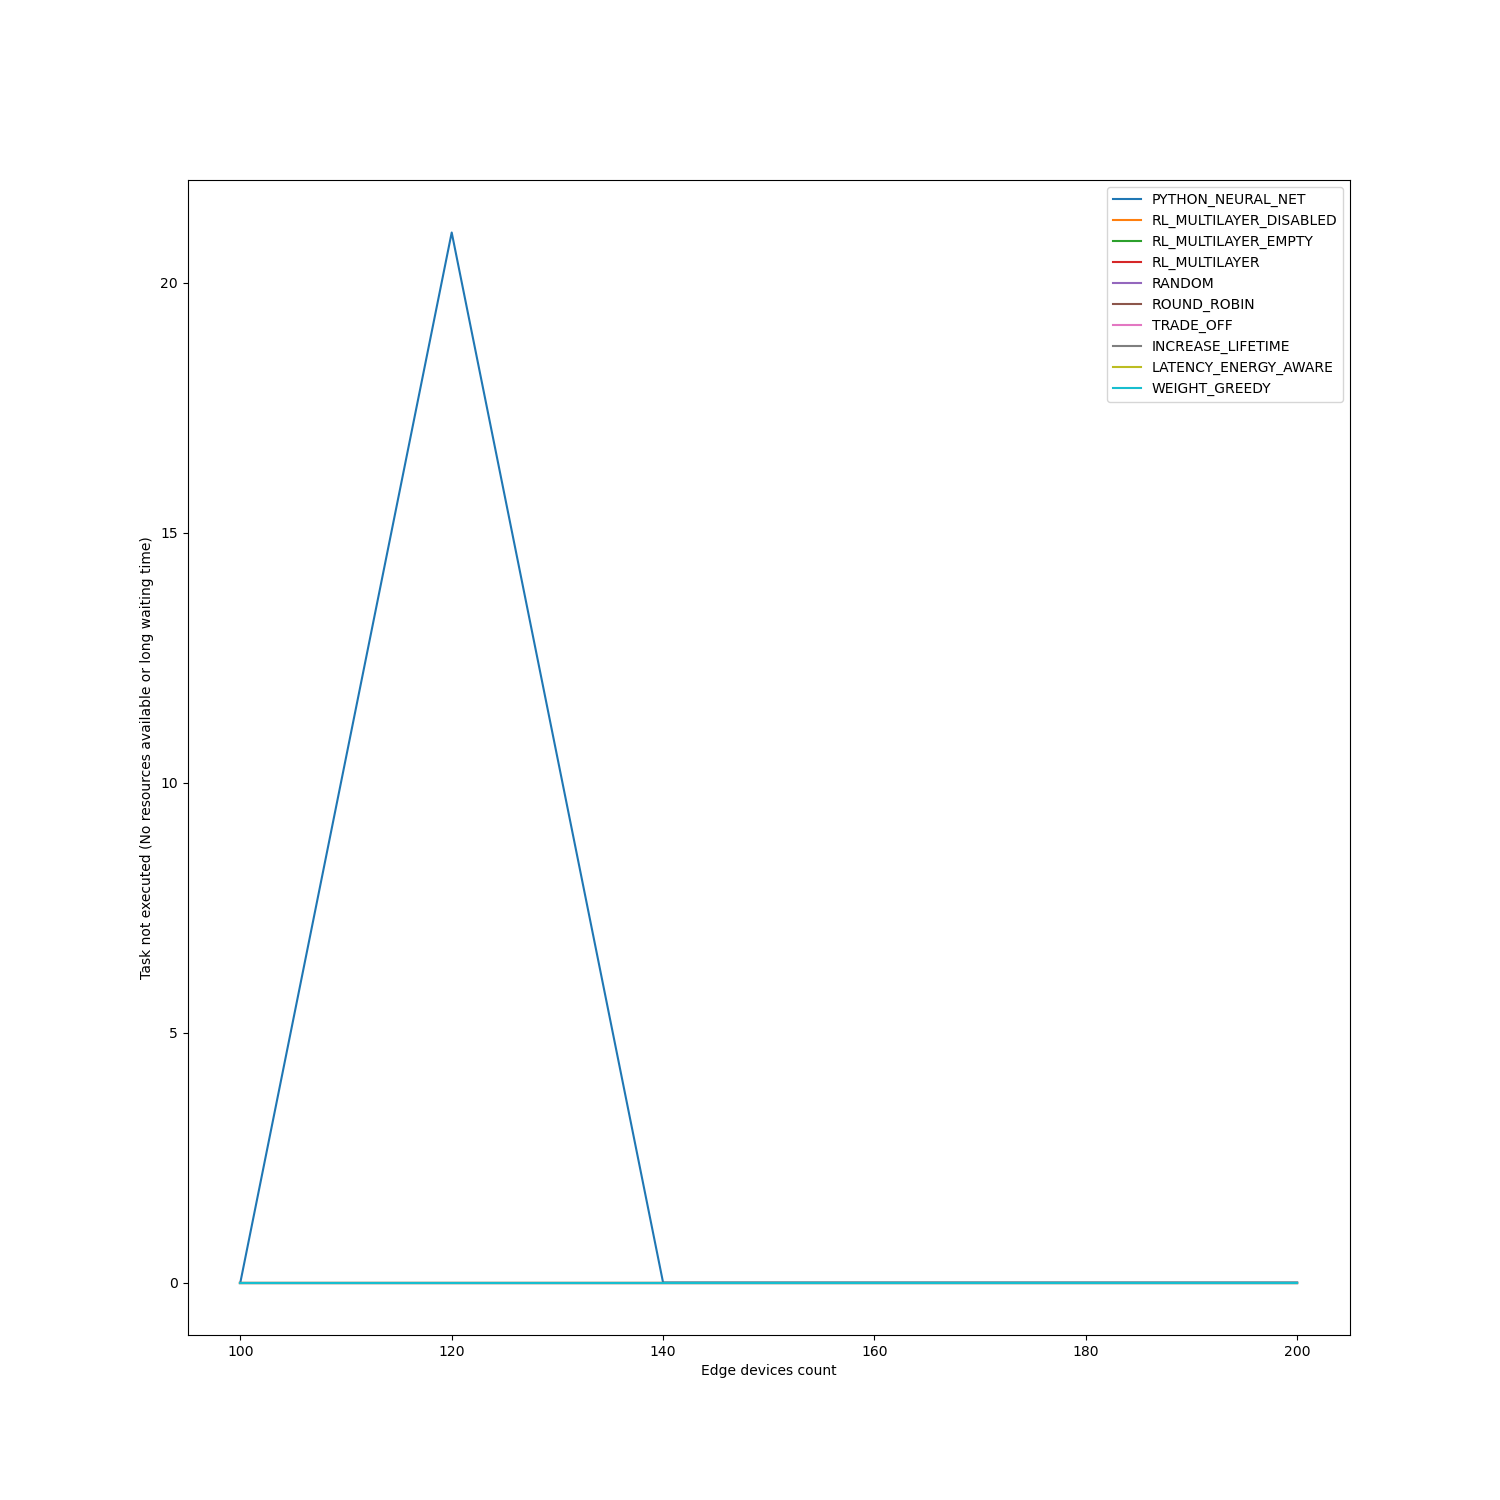 PYTHON_NEURAL_NET
RL_MULTILAYER_DISABLED
RL_MULTILAYER_EMPTY
RL_MULTILAYER
RANDOM
ROUND_ROBIN
TRADE_OFF
INCREASE_LIFETIME
LATENCY_ENERGY_AWARE
WEIGHT_GREEDY
20
15
10
5
0
Task not executed (No resources available or long waiting time)
100 120 140 160 180 200
Edge devices count